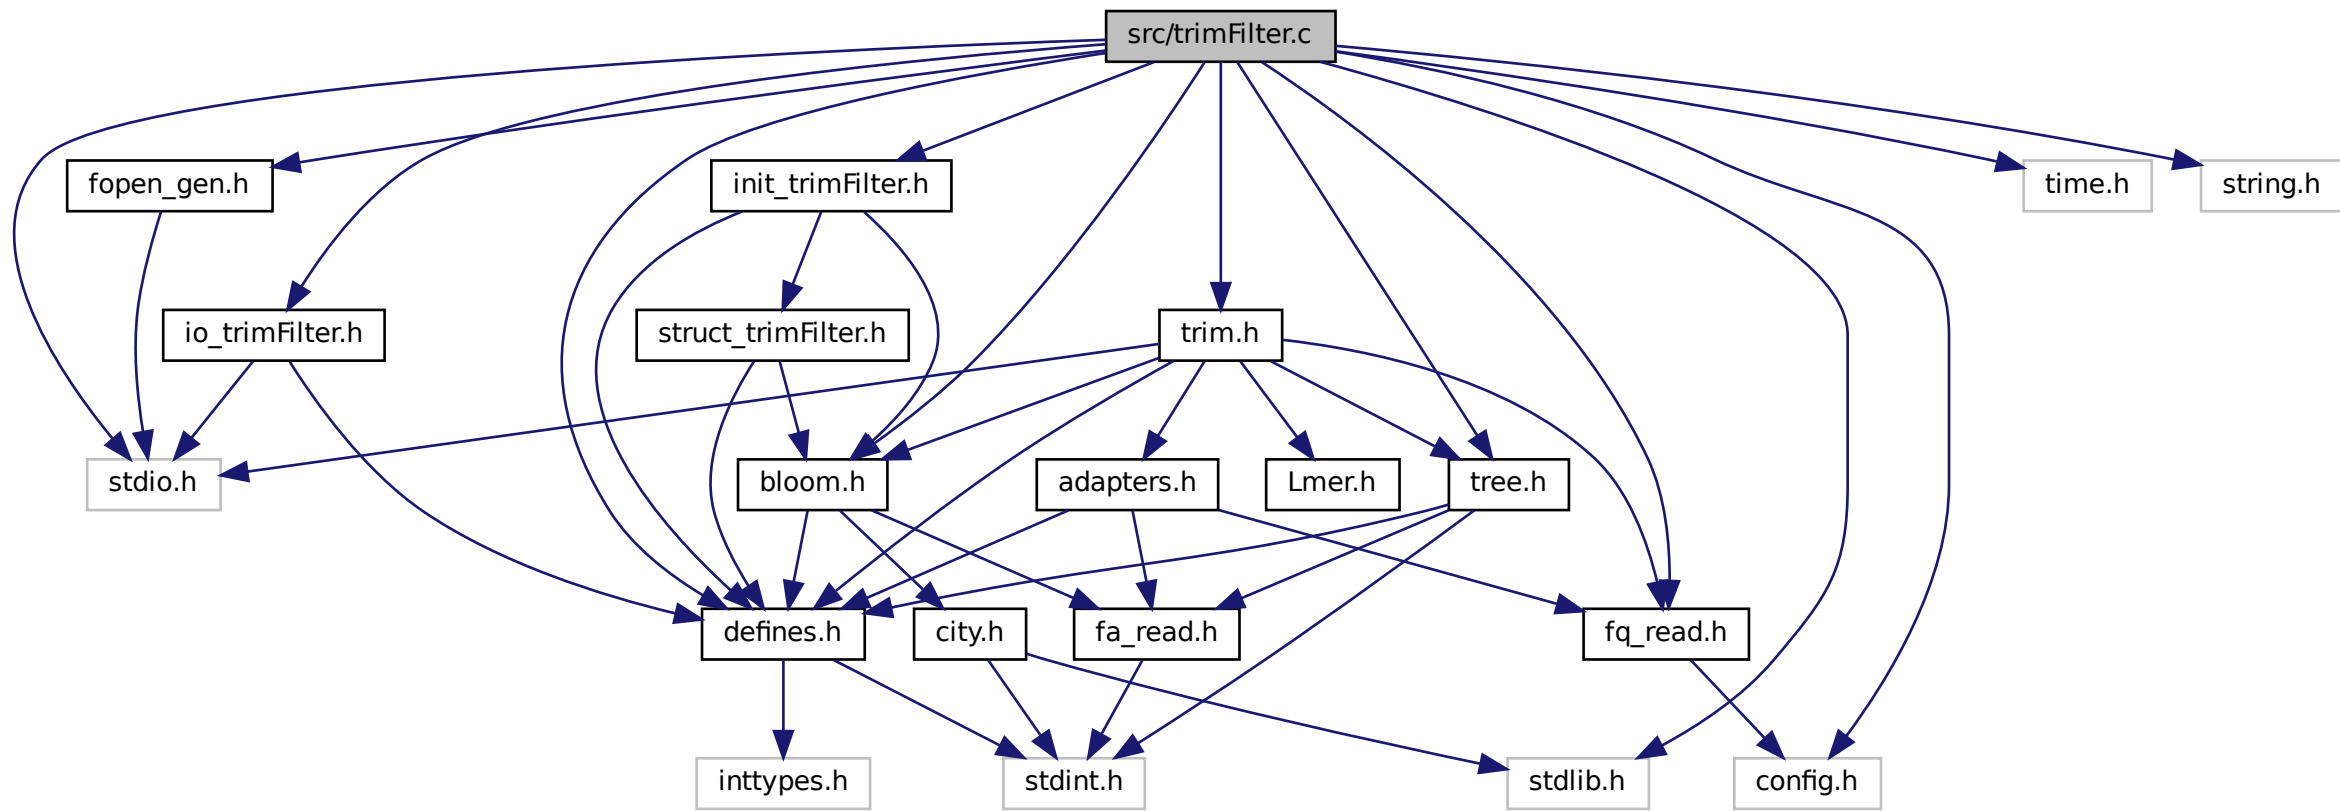 src/trimFilter.c
fopen_gen.h
init_trimFilter.h
time.h
string.h
io_trimFilter.h
struct_trimFilter.h
trim.h
stdio.h
bloom.h
adapters.h
Lmer.h
tree.h
defines.h
city.h
fa_read.h
fq_read.h
inttypes.h
stdint.h
stdlib.h
config.h